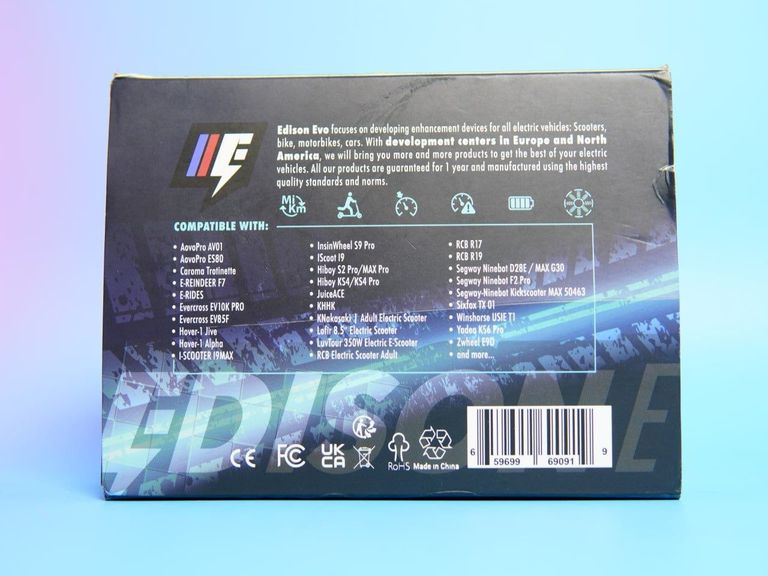 Edison Evo focuses on developing enhancement devices for all electric vehicles: Scooters,
bike, motorbikes, cars. With development centers in Europe and North
America, we will bring you more and more products to get the best of your electric
vehicles. All our products are guaranteed for 1 year and manufactured using the highest
quality standards and norms.
Mi
Km
COMPATIBLE WITH:
• AovoPro AV01
• AovoPro ES80
• Caroma Trotinette
• E-REINDEER F7
• E-RIDES
• Evercross EV10K PRO
• Evercross EV85F
• Hover-1 Jive
• Hover-1 Alpha
• I-SCOOTER I9MAX
• InsinWheel S9 Pro
• IScoot I9
• Hiboy S2 Pro/MAX Pro
• Hiboy KS4/KS4 Pro
• JuiceACE
• KHHK
• KNakasaki | Adult Electric Scooter
• Lofir 8.5" Electric Scooter
• LuvTour 350W Electric E-Scooter
• RCB Electric Scooter Adult
• RCB R17
• RCB R19
• Segway Ninebot D28E / MAX G30
• Segway Ninebot F2 Pro
• Segway-Ninebot Kickscooter MAX 50463
• Sixfox TX 01
• Winshorse USIE T1
• Yadea KS6 Pro
• Zwheel E9D
• and more...
EDISON E
CE FC UK
CA
RoHS Made in China
6 59699 69091 9